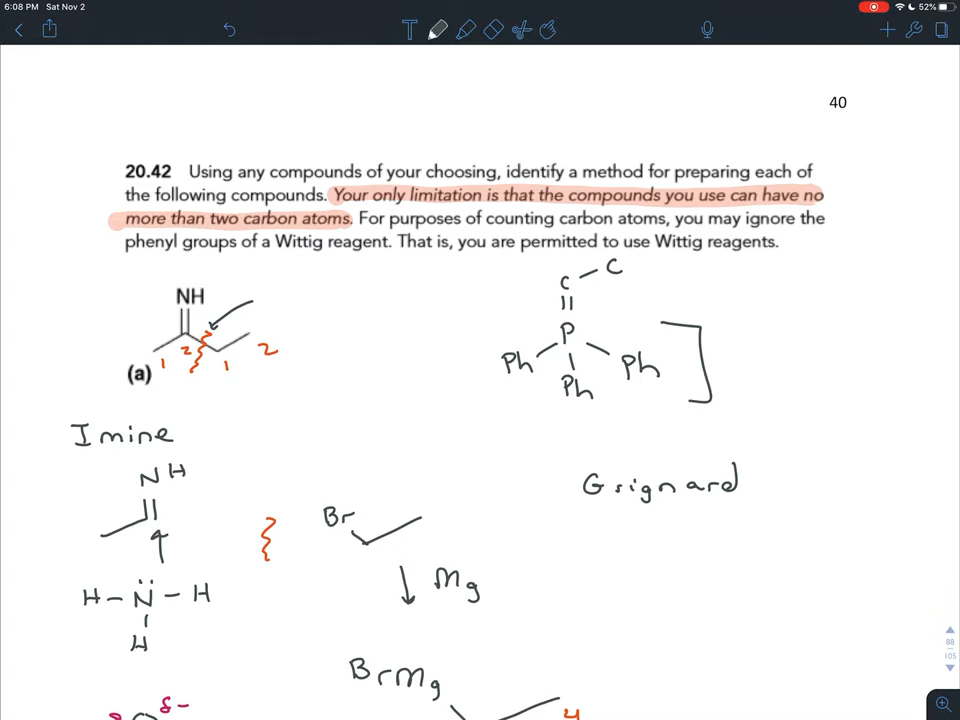 6:08 PM Sat Nov 2
52%
T
40
20.42 Using any compounds of your choosing, identify a method for preparing each of
the following compounds. Your only limitation is that the compounds you use can have no
more than two carbon atoms. For purposes of counting carbon atoms, you may ignore the
phenyl groups of a Wittig reagent. That is, you are permitted to use Wittig reagents.
NH
1 2 1 2
(a)
C
C
P
Ph Ph
Ph
Imine
NH
Grignard
Br
Mg
H N H
H
BrMg
δ-
4
88
105